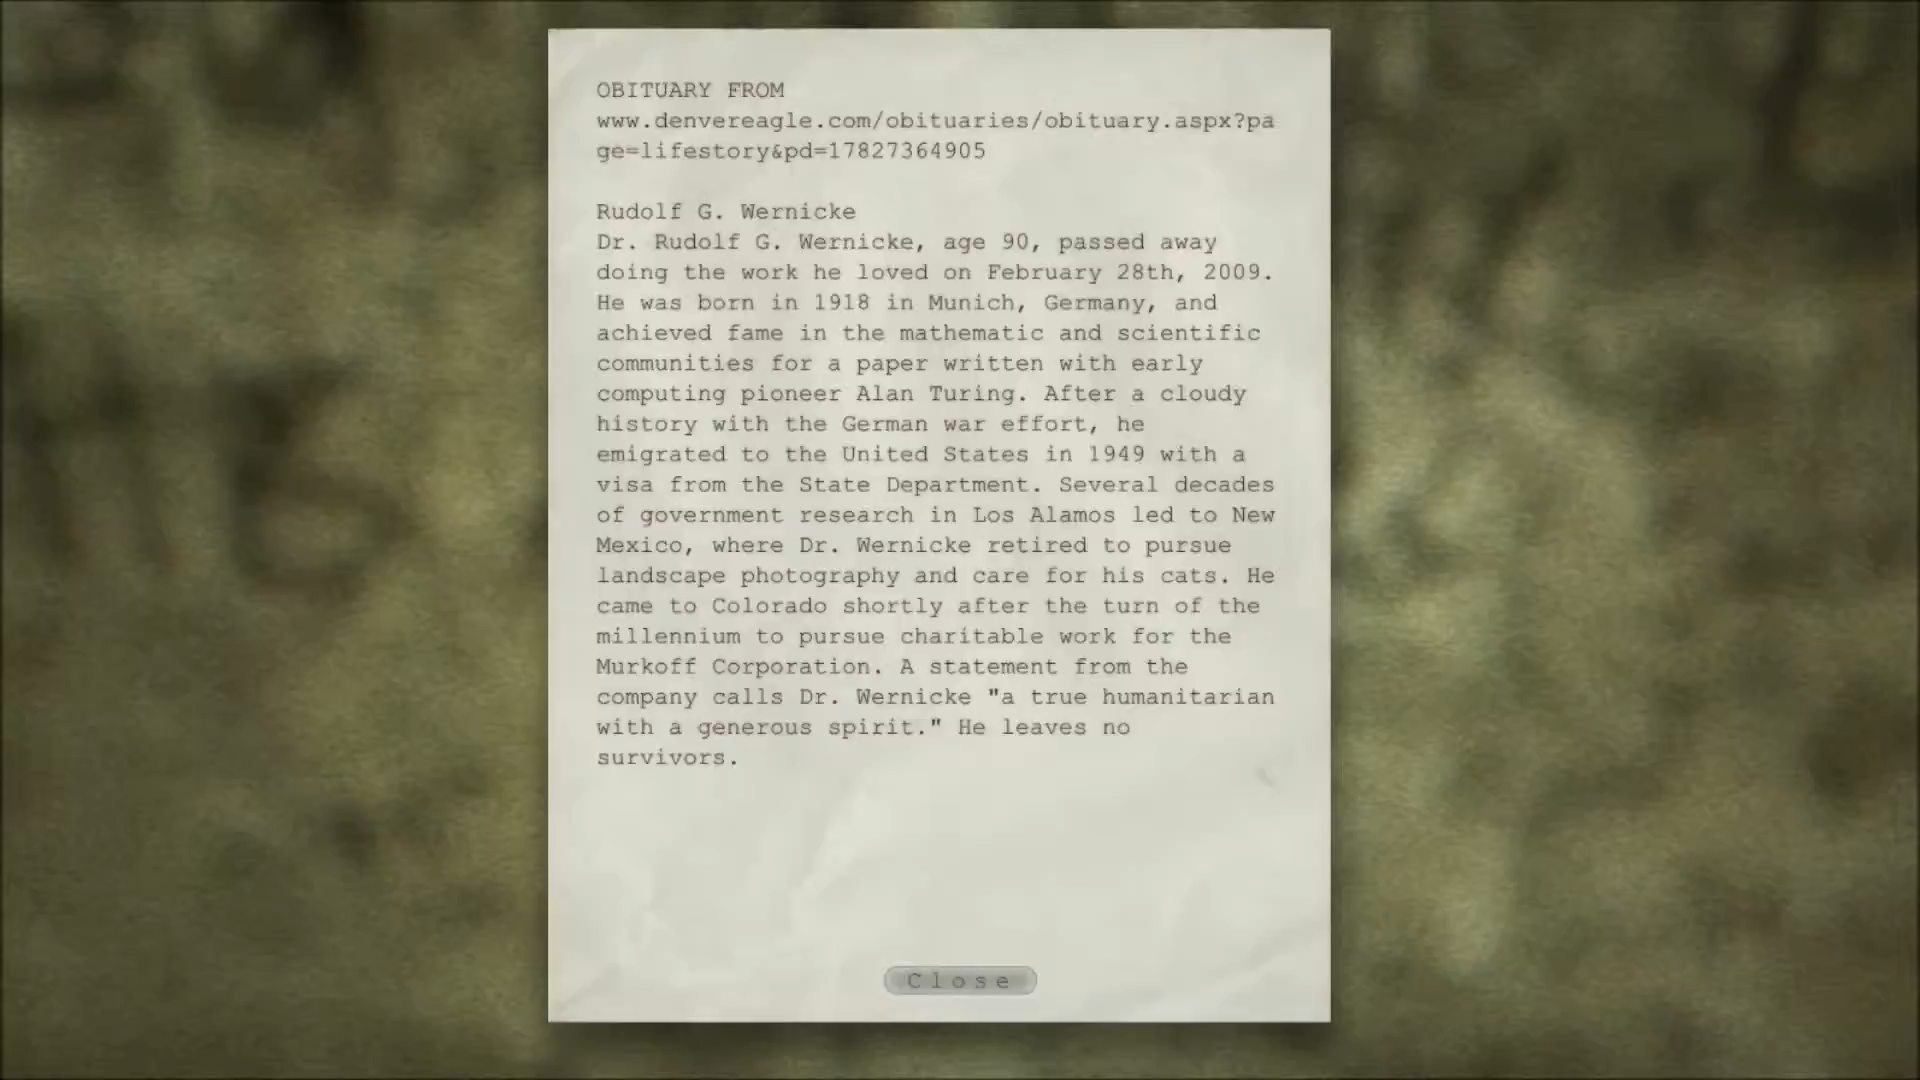 OBITUARY FROM
www.denvereagle.com/obituaries/obituary.aspx?pa
ge=lifestory&pd=17827364905
Rudolf G. Wernicke
Dr. Rudolf G. Wernicke, age 90, passed away
doing the work he loved on February 28th, 2009.
He was born in 1918 in Munich, Germany, and
achieved fame in the mathematic and scientific
communities for a paper written with early
computing pioneer Alan Turing. After a cloudy
history with the German war effort, he
emigrated to the United States in 1949 with a
visa from the State Department. Several decades
of government research in Los Alamos led to New
Mexico, where Dr. Wernicke retired to pursue
landscape photography and care for his cats. He
came to Colorado shortly after the turn of the
millennium to pursue charitable work for the
Murkoff Corporation. A statement from the
company calls Dr. Wernicke "a true humanitarian
with a generous spirit." He leaves no
survivors.
Close